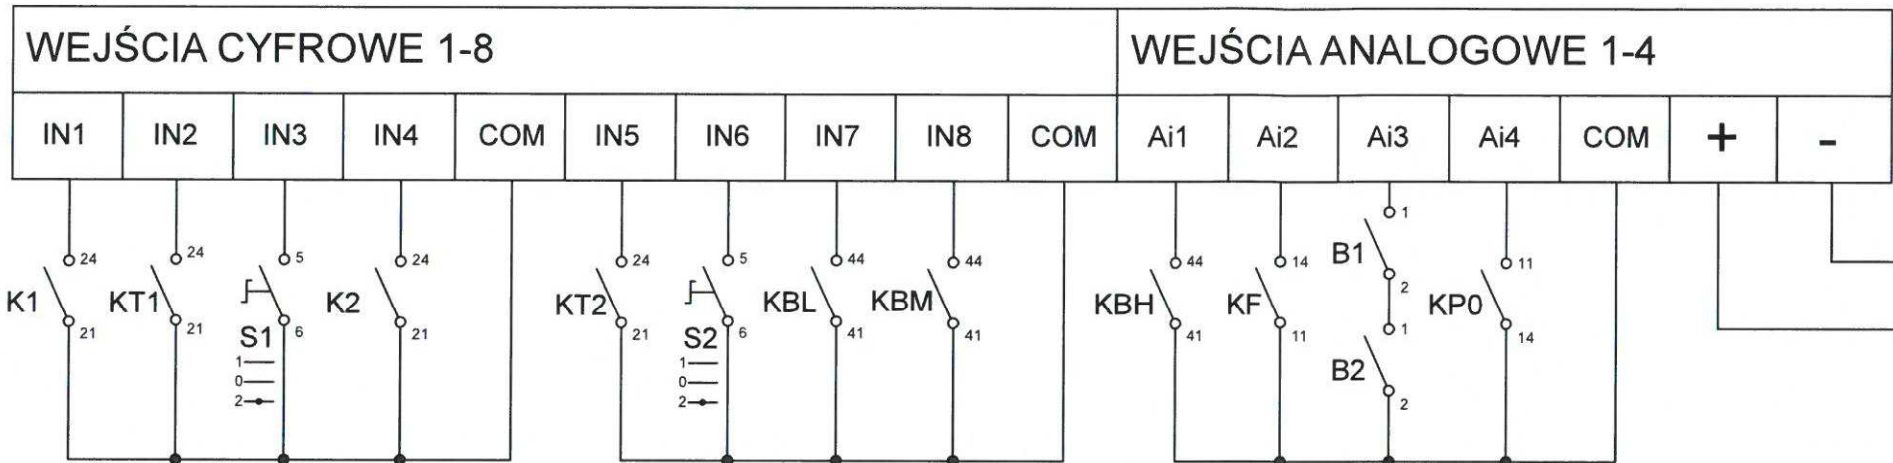 WEJŚCIA CYFROWE 1-8 WEJŚCIA ANALOGOWE 1-4
IN1 IN2 IN3 IN4 COM IN5 IN6 IN7 IN8 COM Ai1 Ai2 Ai3 Ai4 COM + -
1
24 24 5 24 24 5 44 44 44 14 B1 11
K1 KT1 K2 KT2 KBL KBM KBH KF 2 KP0
21 21 6 21 21 6 41 41 41 11 1 14
S1 S2
1 1 B2
0 0
2 2 2